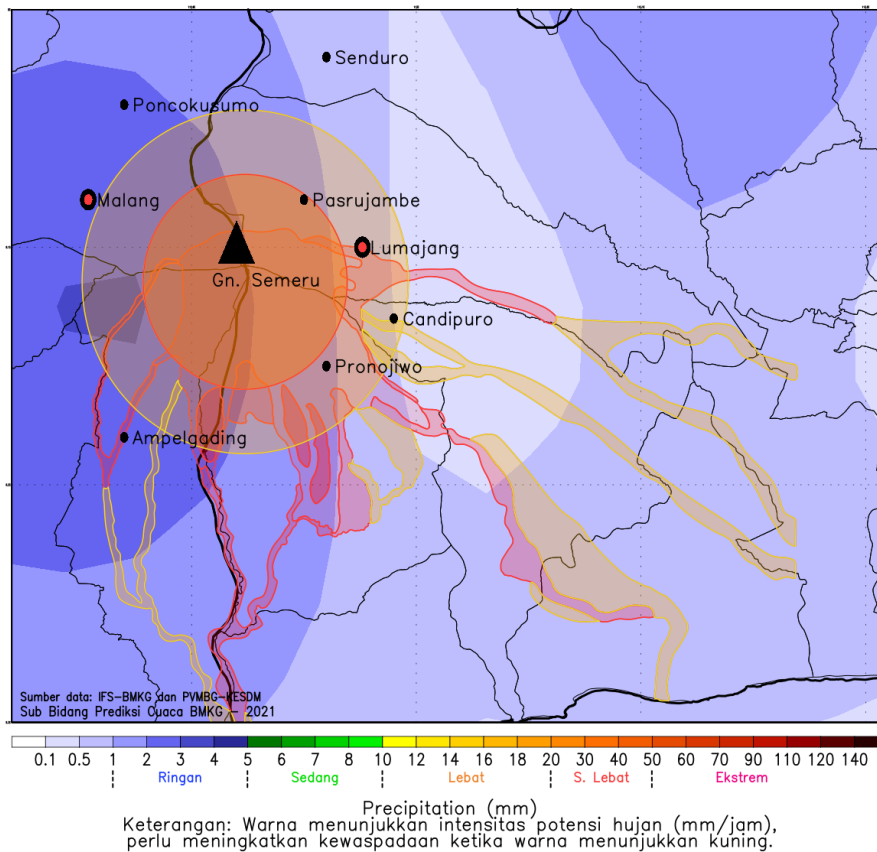 Senduro
Poncokusumo
Malang
Pasrujambe
Lumajang
Gn. Semeru
Candipuro
Pronojiwo
Ampelgading
Sumber data: IFS-BMKG dan PVMBG-KESDM
Sub Bidang Prediksi Cuaca BMKG - 2021
0.1 0.5 1 2 3 4 5 6 7 8 10 12 14 16 18 20 30 40 50 60 70 90 110 120 140
Ringan Sedang Lebat S. Lebat Ekstrem
Precipitation (mm)
Keterangan: Warna menunjukkan intensitas potensi hujan (mm/jam),
perlu meningkatkan kewaspadaan ketika warna menunjukkan kuning.